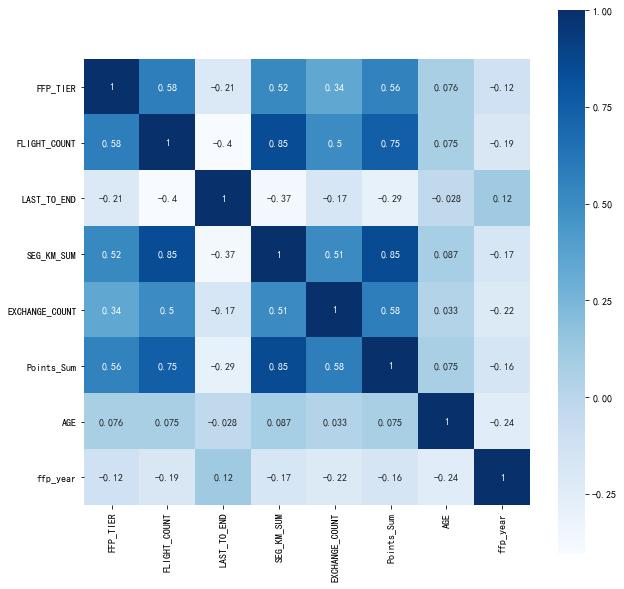 1.00
FFP_TIER 1 0.58 −0.21 0.52 0.34 0.56 0.076 −0.12
FLIGHT_COUNT 0.58 1 −0.4 0.85 0.5 0.75 0.075 −0.19
0.75
LAST_TO_END −0.21 −0.4 1 −0.37 −0.17 −0.29 −0.028 0.12
0.50
SEG_KM_SUM 0.52 0.85 −0.37 1 0.51 0.85 0.087 −0.17
0.25
EXCHANGE_COUNT 0.34 0.5 −0.17 0.51 1 0.58 0.033 −0.22
Points_Sum 0.56 0.75 −0.29 0.85 0.58 1 0.075 −0.16
0.00
AGE 0.076 0.075 −0.028 0.087 0.033 0.075 1 −0.24
ffp_year −0.12 −0.19 0.12 −0.17 −0.22 −0.16 −0.24 1
−0.25
FFP_TIER
FLIGHT_COUNT
LAST_TO_END
SEG_KM_SUM
EXCHANGE_COUNT
Points_Sum
AGE
ffp_year